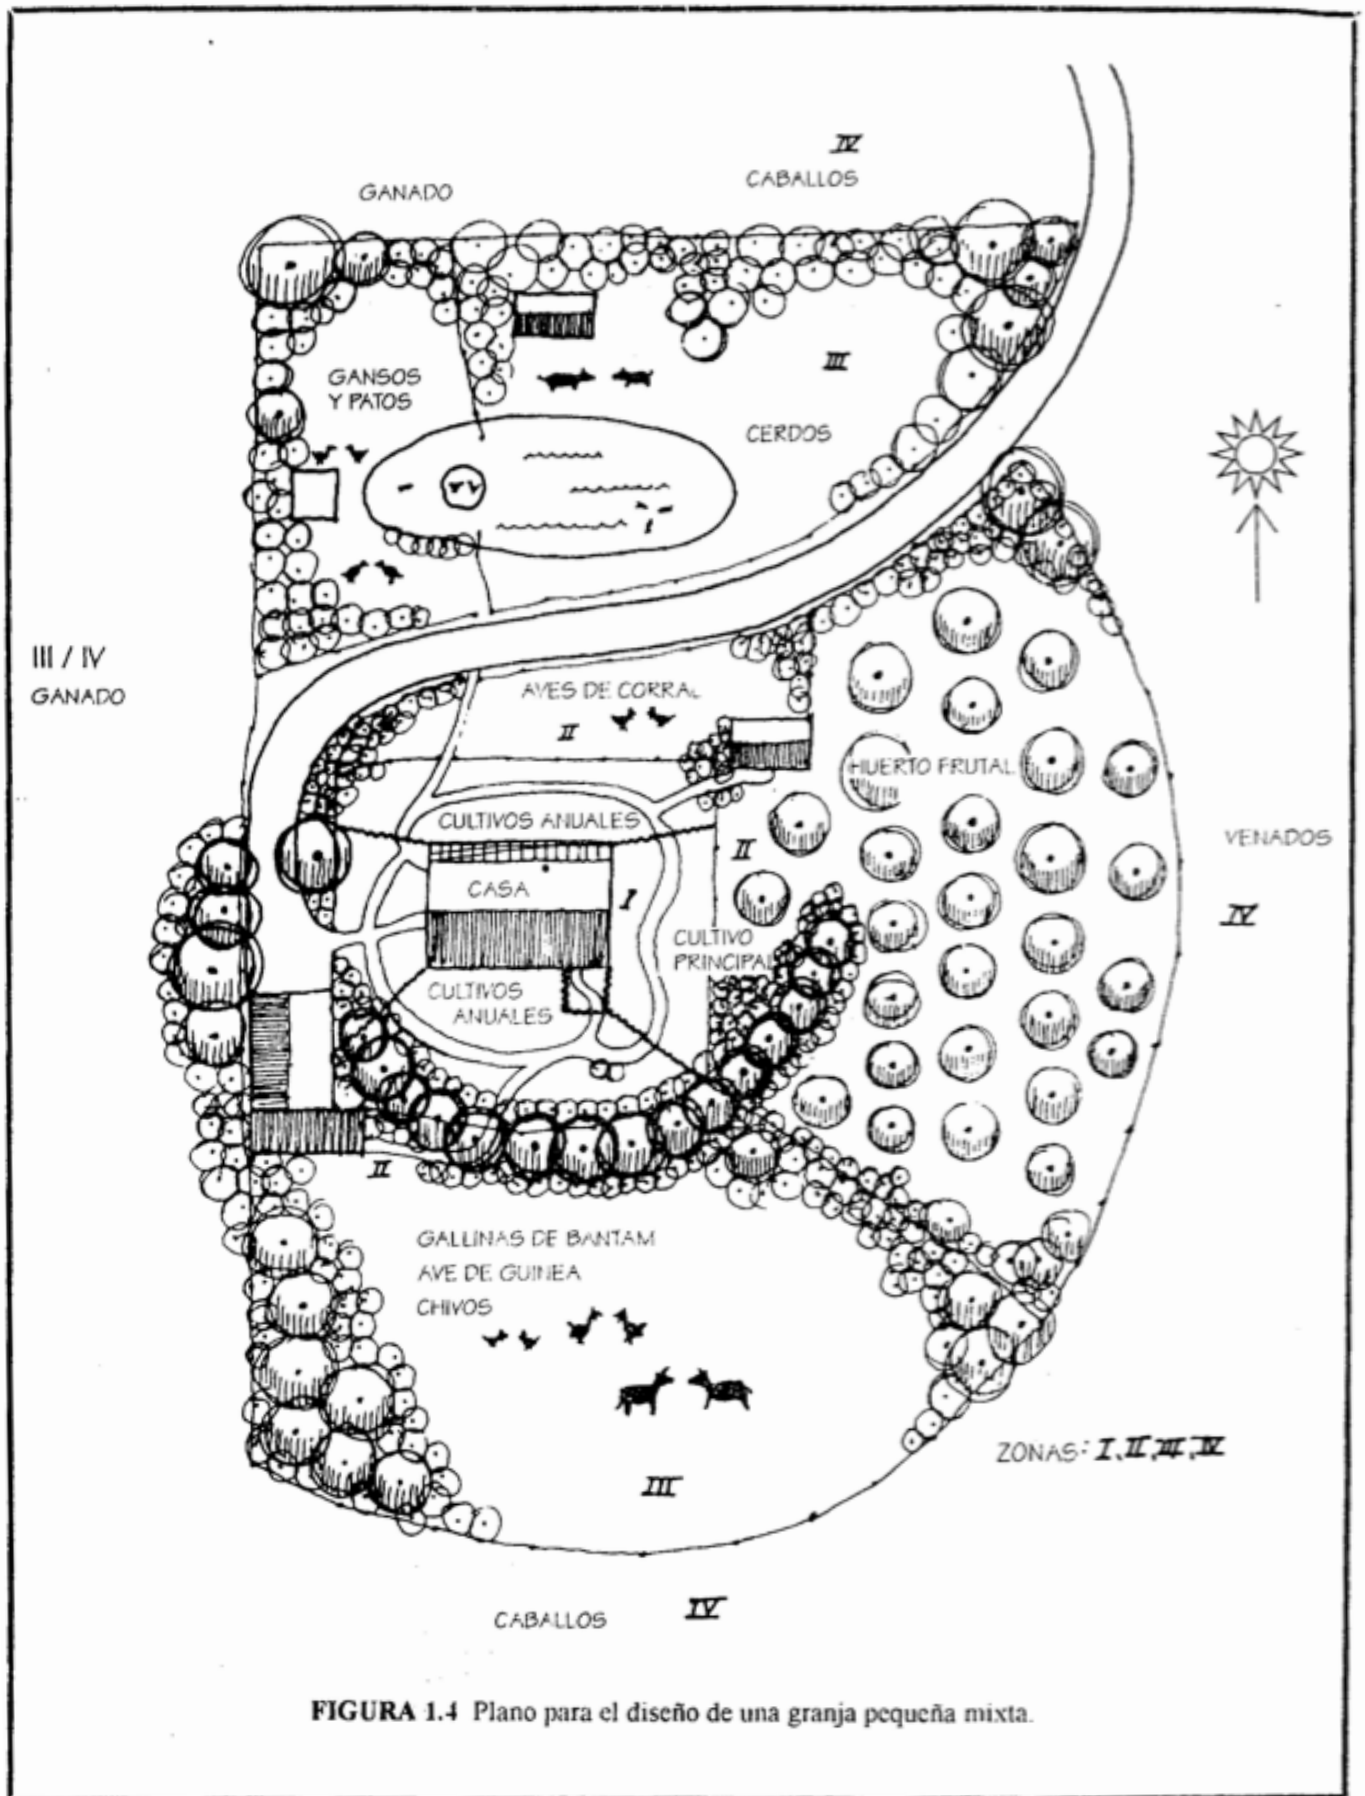 IV
CABALLOS
GANADO
III
GANSOS
Y PATOS
CERDOS
III / IV
GANADO
AVES DE CORRAL
II
HUERTO FRUTAL
CULTIVOS ANUALES
II
VENADOS
CASA
I
IV
CULTIVO
PRINCIPAL
CULTIVOS
ANUALES
II
GALLINAS DE BANTAM
AVE DE GUINEA
CHIVOS
ZONAS: I, II, III, IV
III
CABALLOS
IV
FIGURA 1.4 Plano para el diseño de una granja pequeña mixta.